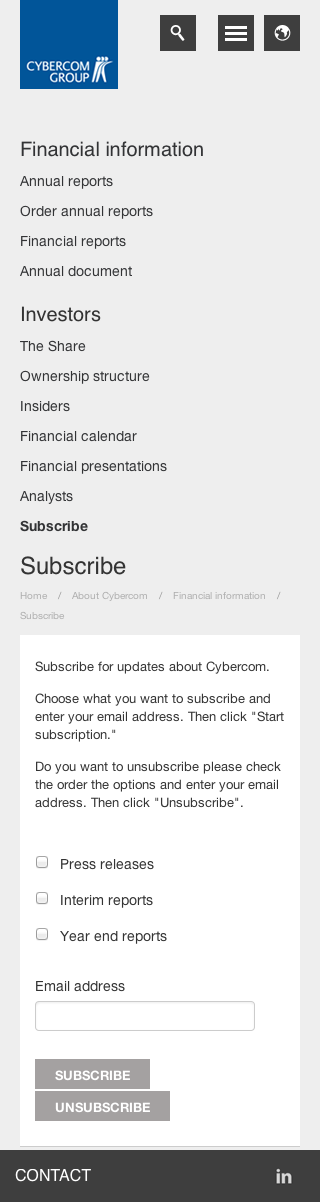 CYBERCOM
GROUP
Financial information
Annual reports
Order annual reports
Financial reports
Annual document
Investors
The Share
Ownership structure
Insiders
Financial calendar
Financial presentations
Analysts
Subscribe
Subscribe
Home / About Cybercom / Financial information /
Subscribe
Subscribe for updates about Cybercom.
Choose what you want to subscribe and
enter your email address. Then click "Start
subscription."
Do you want to unsubscribe please check
the order the options and enter your email
address. Then click "Unsubscribe".
Press releases
Interim reports
Year end reports
Email address
SUBSCRIBE
UNSUBSCRIBE
CONTACT in